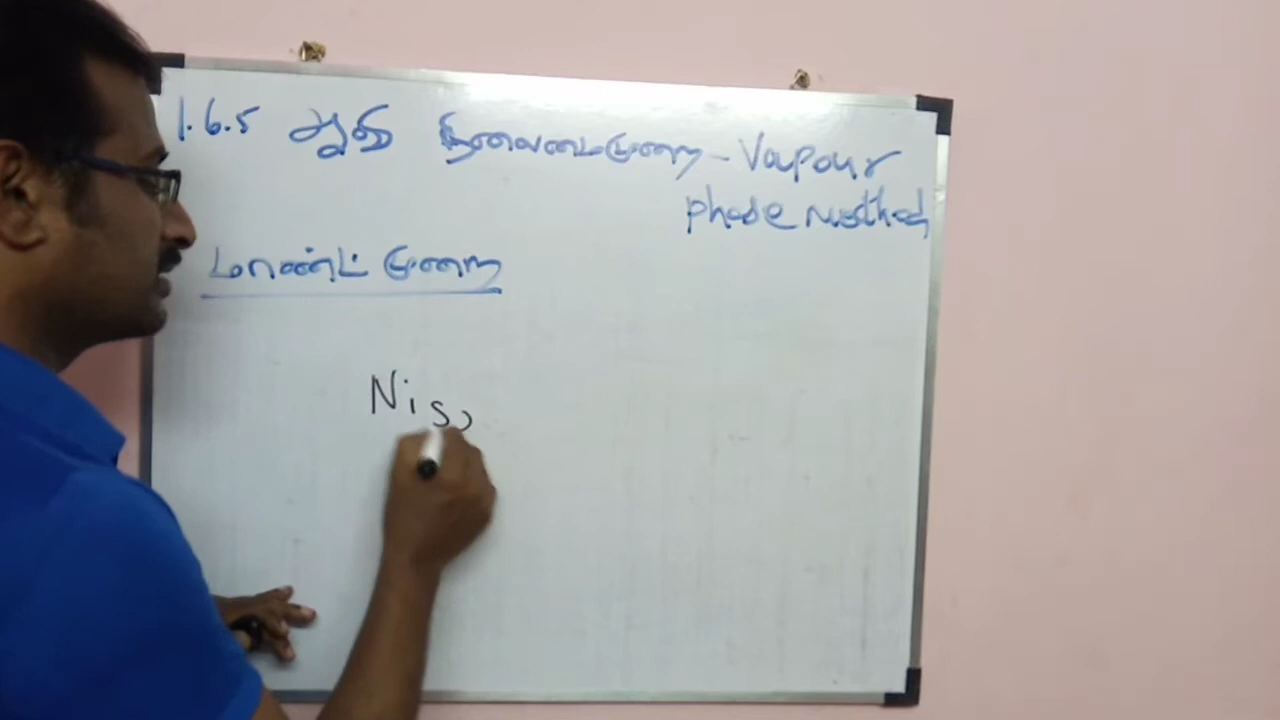 1.6.5 ஆவி நிலைமைமுறை - Vapour
phase method
மாண்ட் முறை
Ni(s)